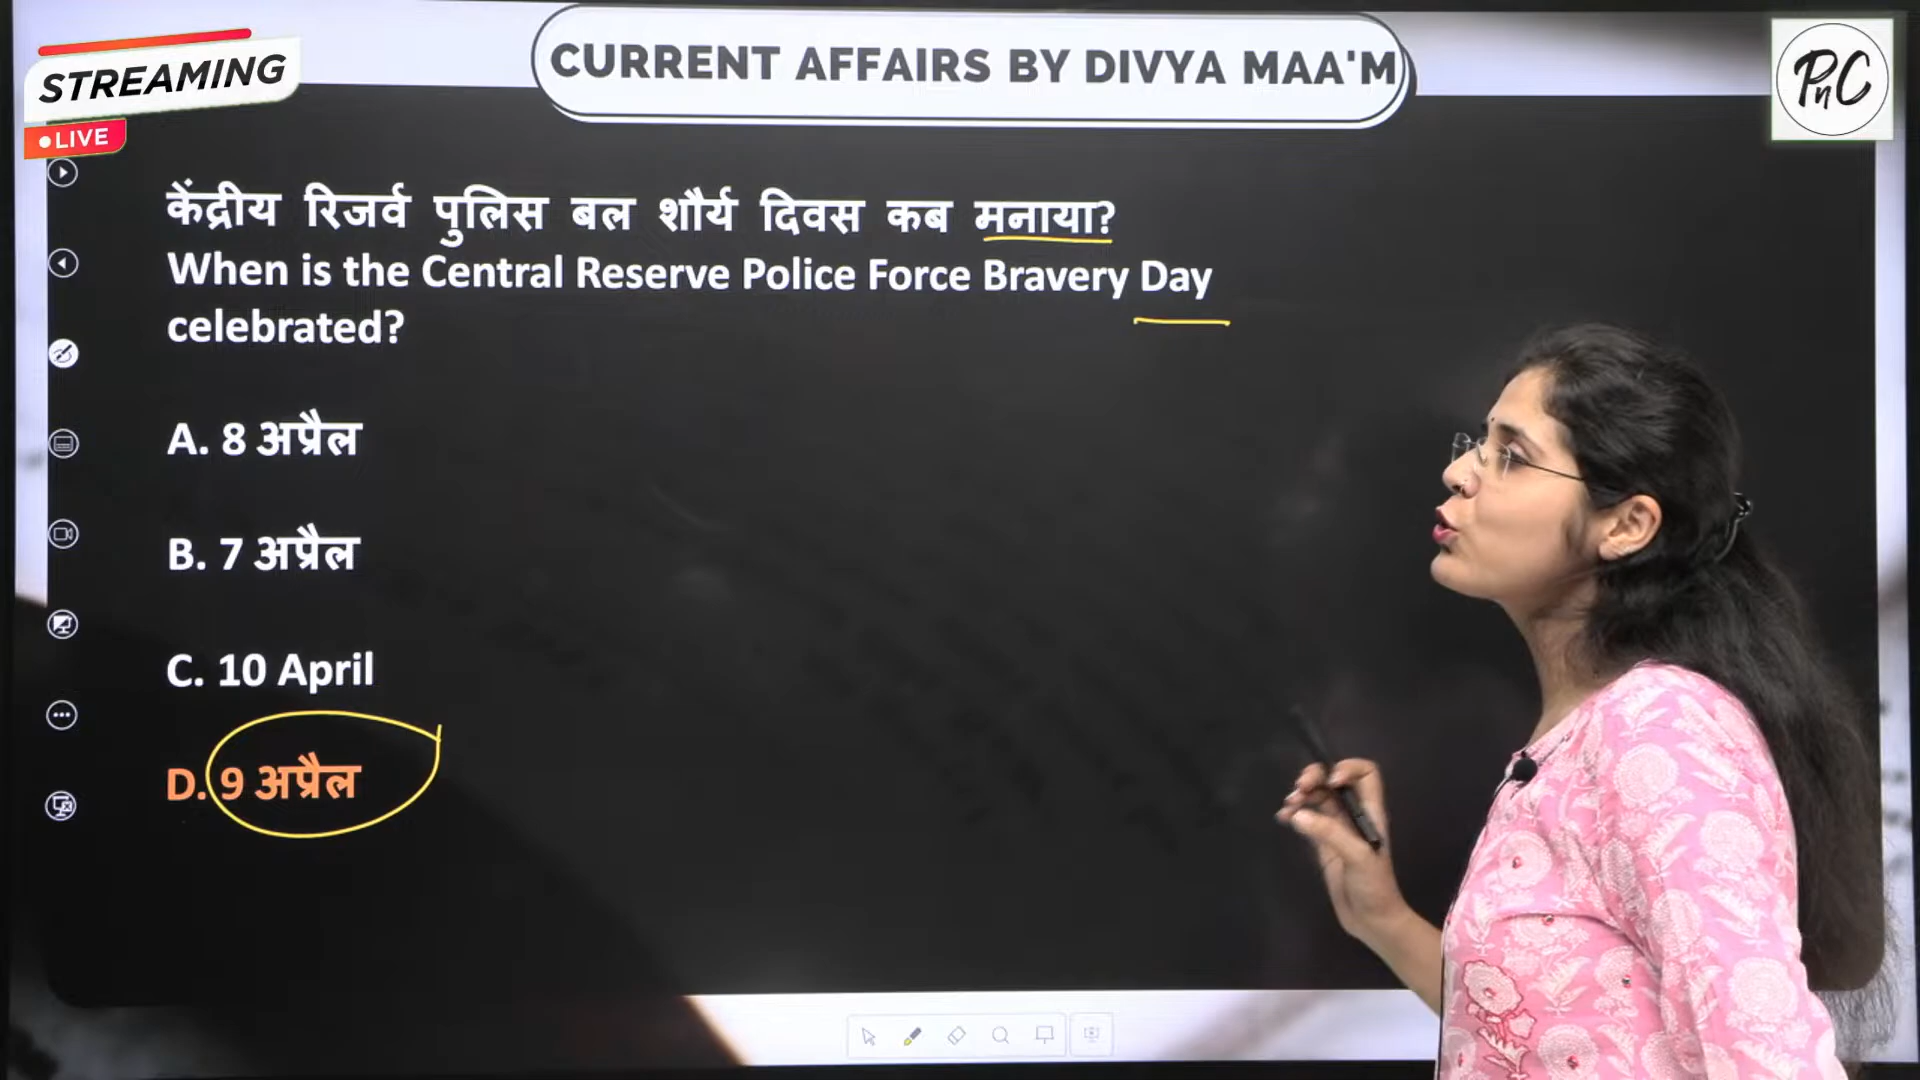 STREAMING
LIVE
CURRENT AFFAIRS BY DIVYA MAA'M
PnC
केंद्रीय रिजर्व पुलिस बल शौर्य दिवस कब मनाया?
When is the Central Reserve Police Force Bravery Day
celebrated?
A. 8 अप्रैल
B. 7 अप्रैल
C. 10 April
D. 9 अप्रैल